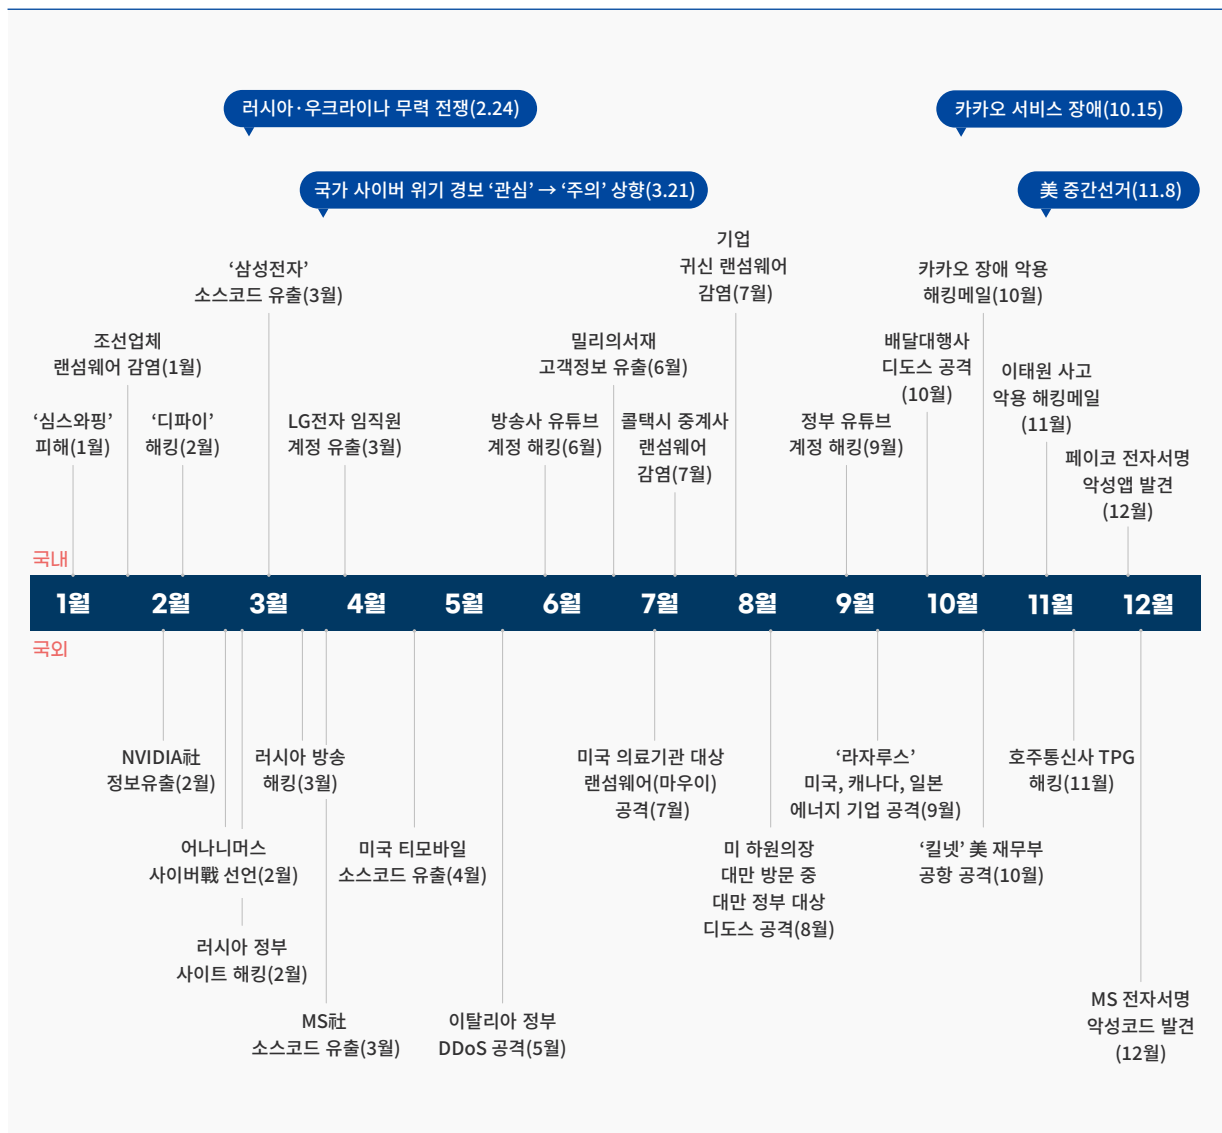 러시아·우크라이나 무력 전쟁(2.24)
카카오 서비스 장애(10.15)
국가 사이버 위기 경보 ‘관심’ → ‘주의’ 상향(3.21)
美 중간선거(11.8)
‘심스와핑’
피해(1월)
조선업체
랜섬웨어 감염(1월)
‘디파이’
해킹(2월)
‘삼성전자’
소스코드 유출(3월)
LG전자 임직원
계정 유출(3월)
방송사 유튜브
계정 해킹(6월)
밀리의서재
고객정보 유출(6월)
콜택시 중계사
랜섬웨어
감염(7월)
기업
귀신 랜섬웨어
감염(7월)
정부 유튜브
계정 해킹(9월)
배달대행사
디도스 공격
(10월)
카카오 장애 악용
해킹메일(10월)
이태원 사고
악용 해킹메일
(11월)
페이코 전자서명
악성앱 발견
(12월)
국내
1월 2월 3월 4월 5월 6월 7월 8월 9월 10월 11월 12월
국외
NVIDIA社
정보유출(2월)
어나니머스
사이버戰 선언(2월)
러시아 정부
사이트 해킹(2월)
러시아 방송
해킹(3월)
MS社
소스코드 유출(3월)
미국 티모바일
소스코드 유출(4월)
이탈리아 정부
DDoS 공격(5월)
미국 의료기관 대상
랜섬웨어(마우이)
공격(7월)
미 하원의장
대만 방문 중
대만 정부 대상
디도스 공격(8월)
‘라자루스’
미국, 캐나다, 일본
에너지 기업 공격(9월)
‘킬넷’ 美 재무부
공항 공격(10월)
호주통신사 TPG
해킹(11월)
MS 전자서명
악성코드 발견
(12월)